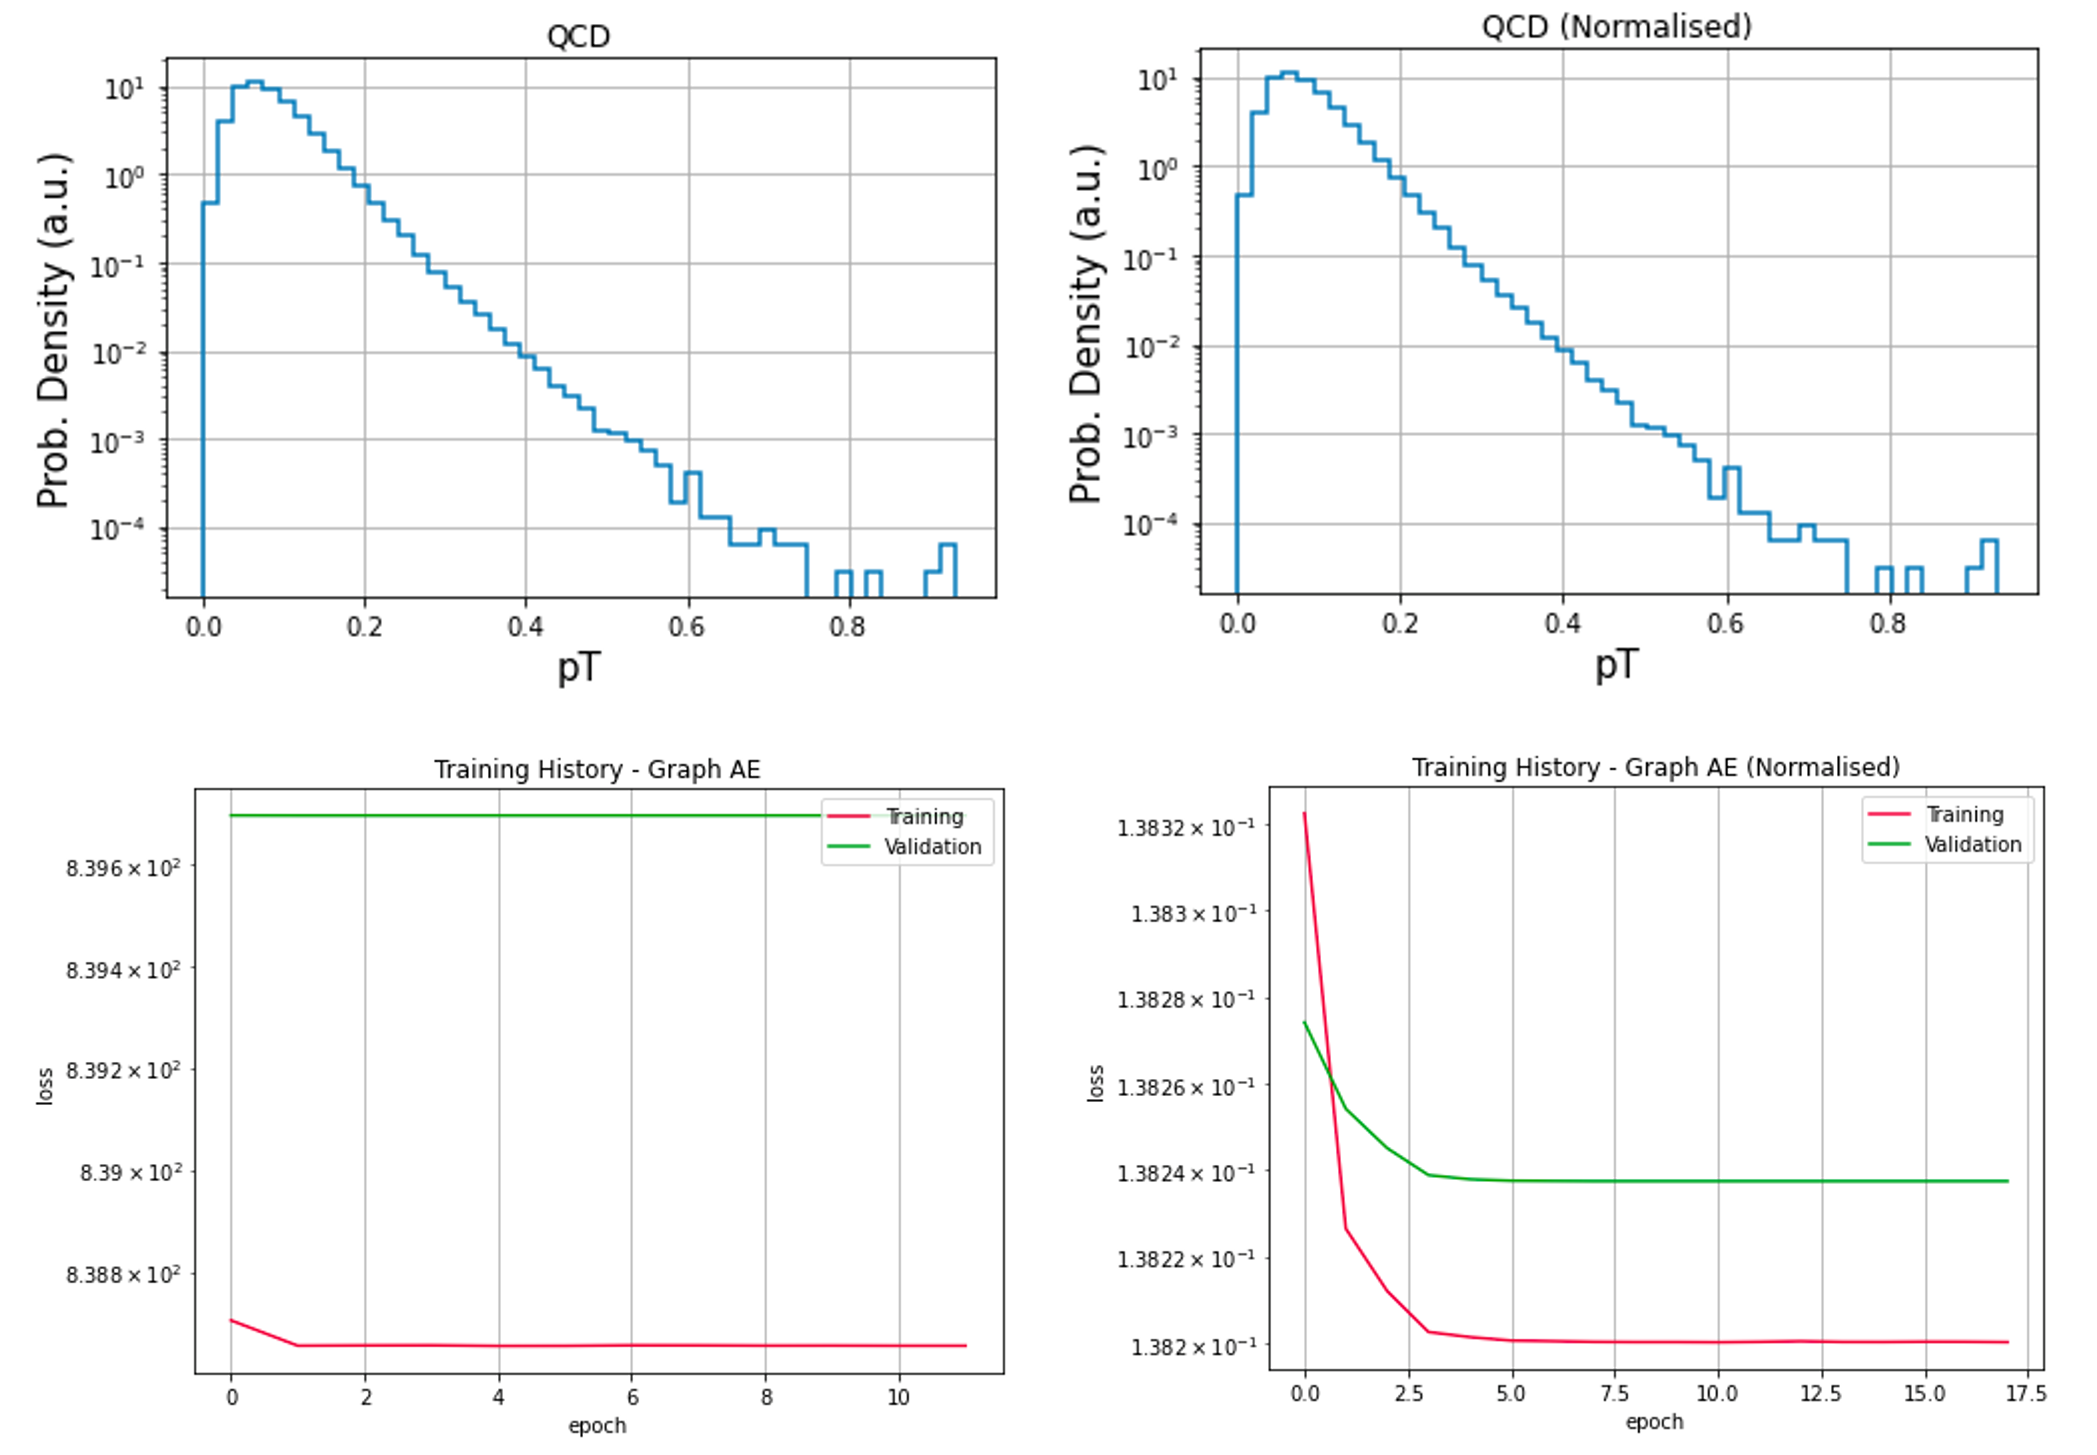 QCD
Prob. Density (a.u.)
10¹
10⁰
10⁻¹
10⁻²
10⁻³
10⁻⁴
0.0 0.2 0.4 0.6 0.8
pT
QCD (Normalised)
Prob. Density (a.u.)
10¹
10⁰
10⁻¹
10⁻²
10⁻³
10⁻⁴
0.0 0.2 0.4 0.6 0.8
pT
Training History - Graph AE
Training
Validation
loss
8.396 × 10²
8.394 × 10²
8.392 × 10²
8.39 × 10²
8.388 × 10²
0 2 4 6 8 10
epoch
Training History - Graph AE (Normalised)
Training
Validation
loss
1.3832 × 10⁻¹
1.383 × 10⁻¹
1.3828 × 10⁻¹
1.3826 × 10⁻¹
1.3824 × 10⁻¹
1.3822 × 10⁻¹
1.382 × 10⁻¹
0.0 2.5 5.0 7.5 10.0 12.5 15.0 17.5
epoch